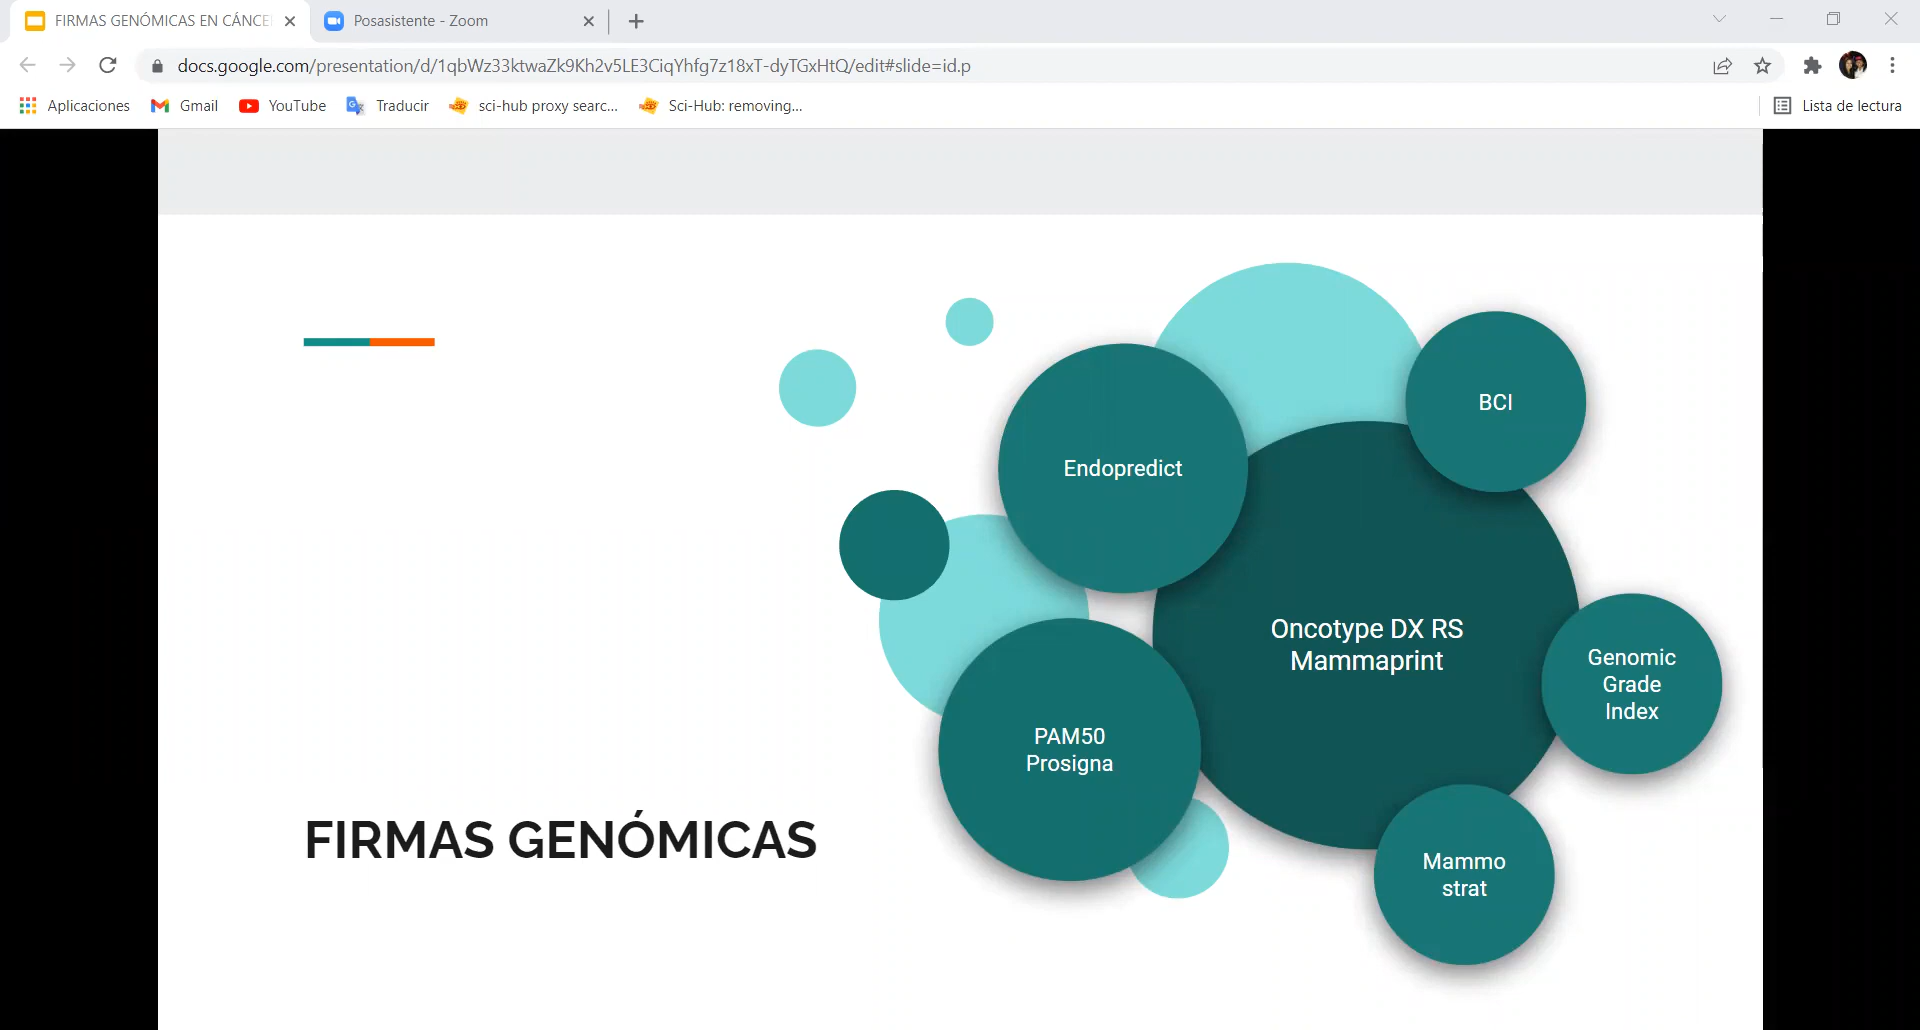 FIRMAS GENÓMICAS EN CÁNCE
Posasistente - Zoom
docs.google.com/presentation/d/1qbWz33ktwaZk9Kh2v5LE3CiqYhfg7z18xT-dyTGxHtQ/edit#slide=id.p
Aplicaciones
Gmail
YouTube
Traducir
sci-hub proxy searc...
Sci-Hub: removing...
Lista de lectura
BCI
Endopredict
Oncotype DX RS
Mammaprint
Genomic
Grade
Index
PAM50
Prosigna
FIRMAS GENÓMICAS
Mammo
strat